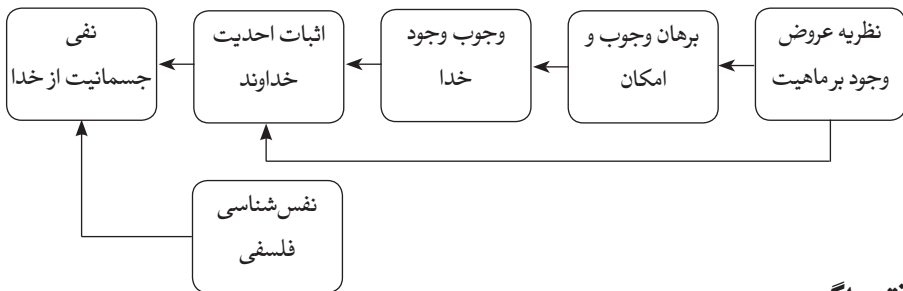 نظریه عروض
وجود بر ماهیت
برهان وجوب و
امکان
وجوب وجود
خدا
اثبات احدیت
خداوند
نفی
جسمانیت از خدا
نفس‌شناسی
فلسفی